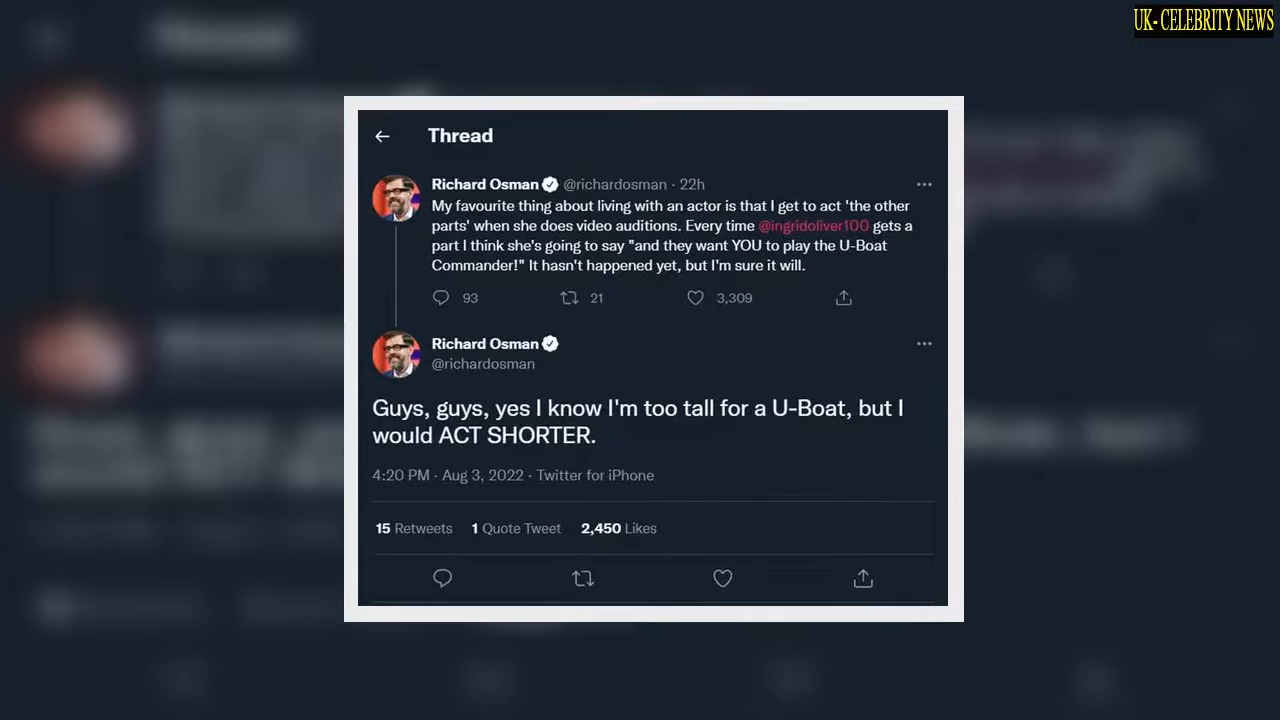 UK- CELEBRITY NEWS
Thread
Richard Osman @richardosman · 22h
My favourite thing about living with an actor is that I get to act 'the other
parts' when she does video auditions. Every time @ingridoliver100 gets a
part I think she's going to say "and they want YOU to play the U-Boat
Commander!" It hasn't happened yet, but I'm sure it will.
93 21 3,309
Richard Osman
@richardosman
Guys, guys, yes I know I'm too tall for a U-Boat, but I
would ACT SHORTER.
4:20 PM · Aug 3, 2022 · Twitter for iPhone
15 Retweets 1 Quote Tweet 2,450 Likes